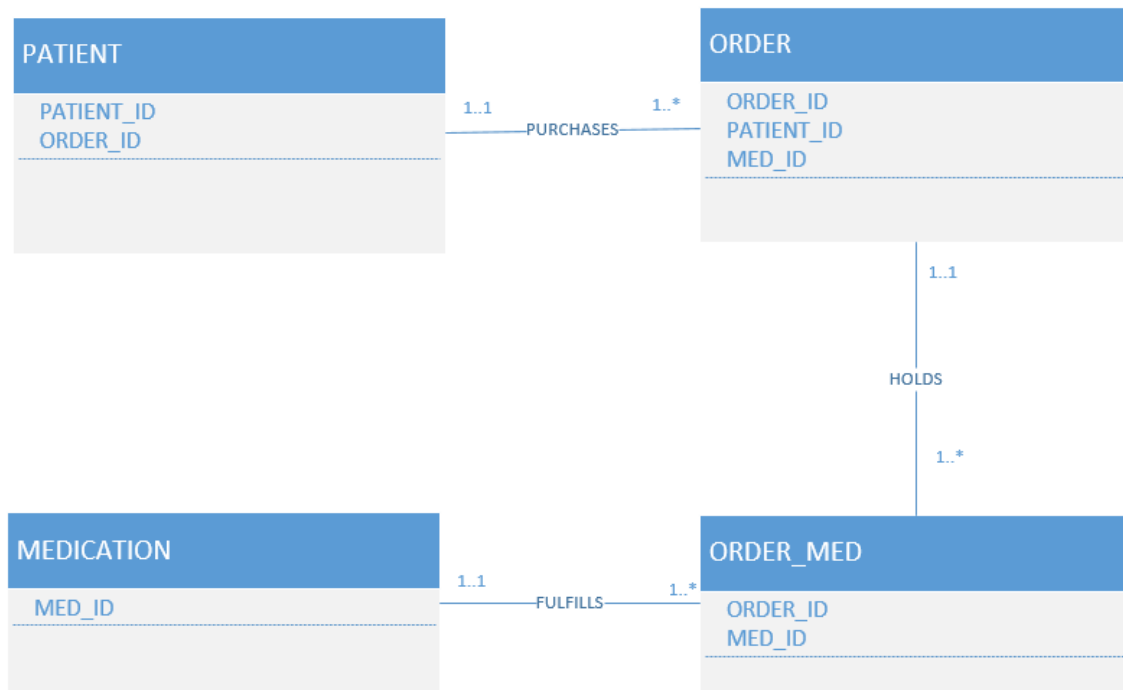 PATIENT
PATIENT_ID
ORDER_ID
1..1
PURCHASES
1..*
ORDER
ORDER_ID
PATIENT_ID
MED_ID
1..1
HOLDS
1..*
MEDICATION
MED_ID
1..1
FULFILLS
1..*
ORDER_MED
ORDER_ID
MED_ID